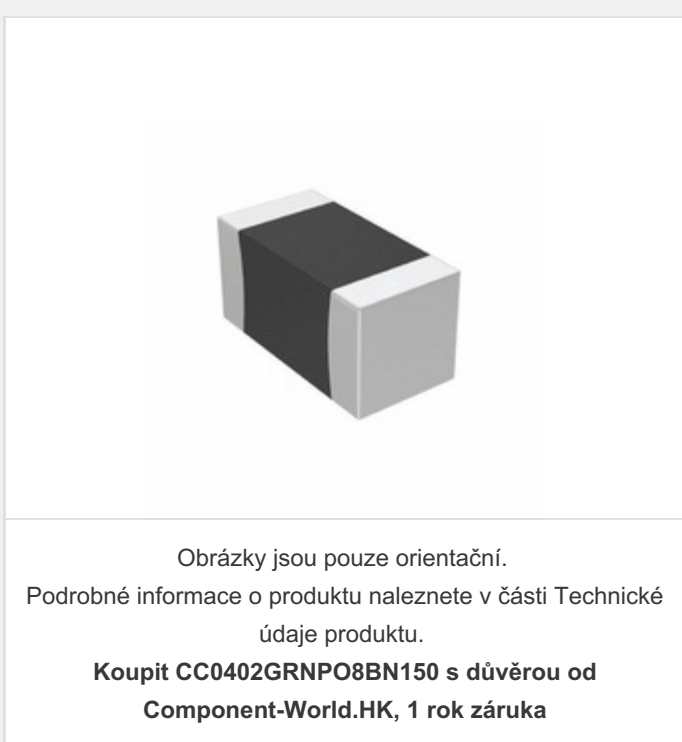 Obrázky jsou pouze orientační.
Podrobné informace o produktu naleznete v části Technické
údaje produktu.
Koupit CC0402GRNPO8BN150 s důvěrou od
Component-World.HK, 1 rok záruka